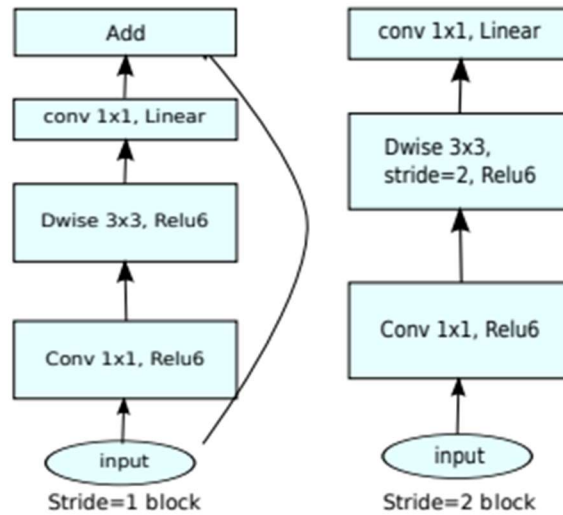 Add
conv 1x1, Linear
Dwise 3x3, Relu6
Conv 1x1, Relu6
input
Stride=1 block
conv 1x1, Linear
Dwise 3x3,
stride=2, Relu6
Conv 1x1, Relu6
input
Stride=2 block